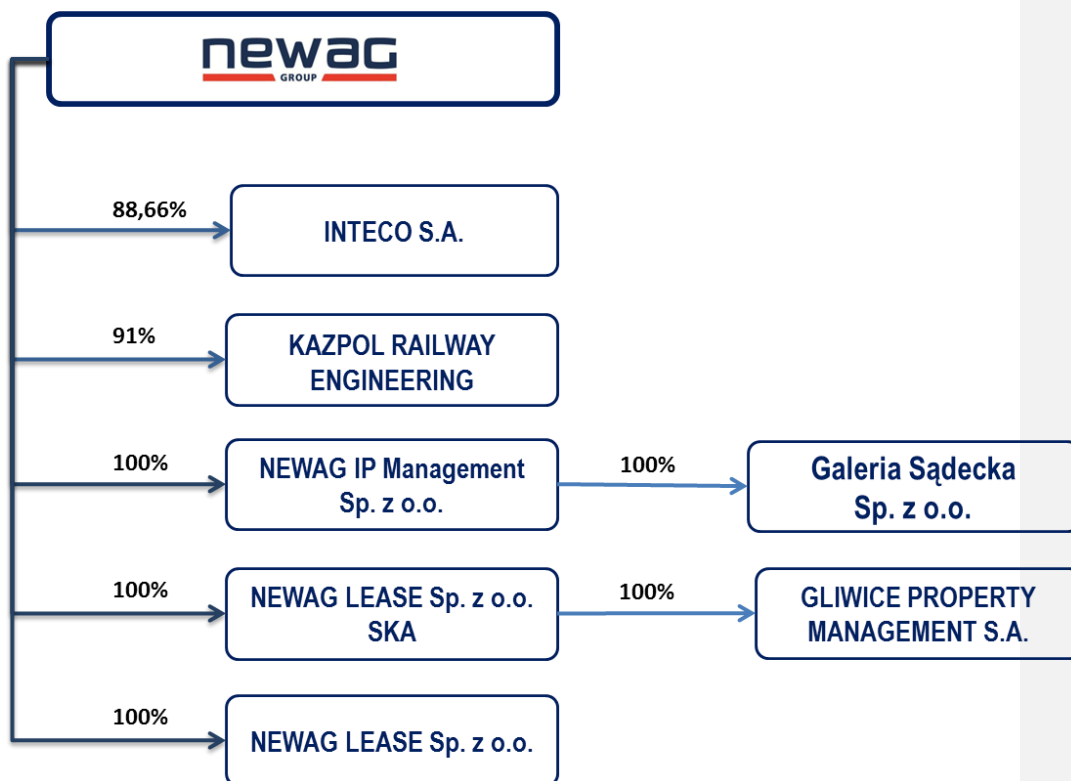 newag
GROUP
88,66%
INTECO S.A.
91%
KAZPOL RAILWAY
ENGINEERING
100%
NEWAG IP Management
Sp. z o.o.
100%
Galeria Sądecka
Sp. z o.o.
100%
NEWAG LEASE Sp. z o.o.
SKA
100%
GLIWICE PROPERTY
MANAGEMENT S.A.
100%
NEWAG LEASE Sp. z o.o.